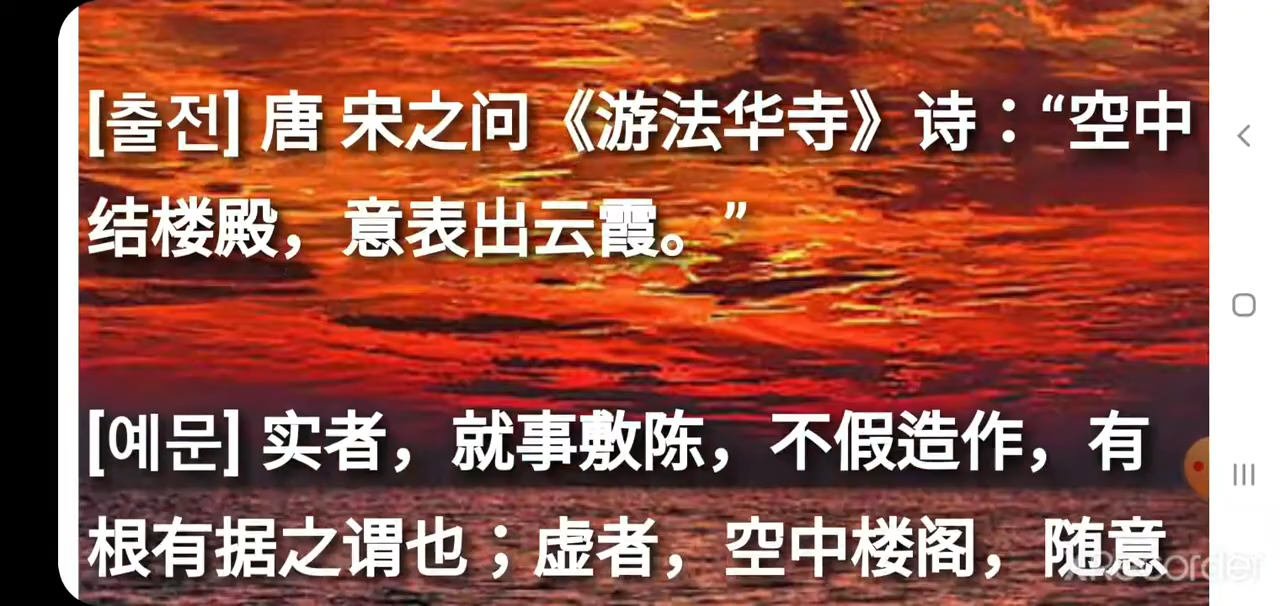 [출전] 唐 宋之问《游法华寺》诗：“空中
结楼殿，意表出云霞。”
[예문] 实者，就事敷陈，不假造作，有
根有据之谓也；虚者，空中楼阁，随意
XRecorder